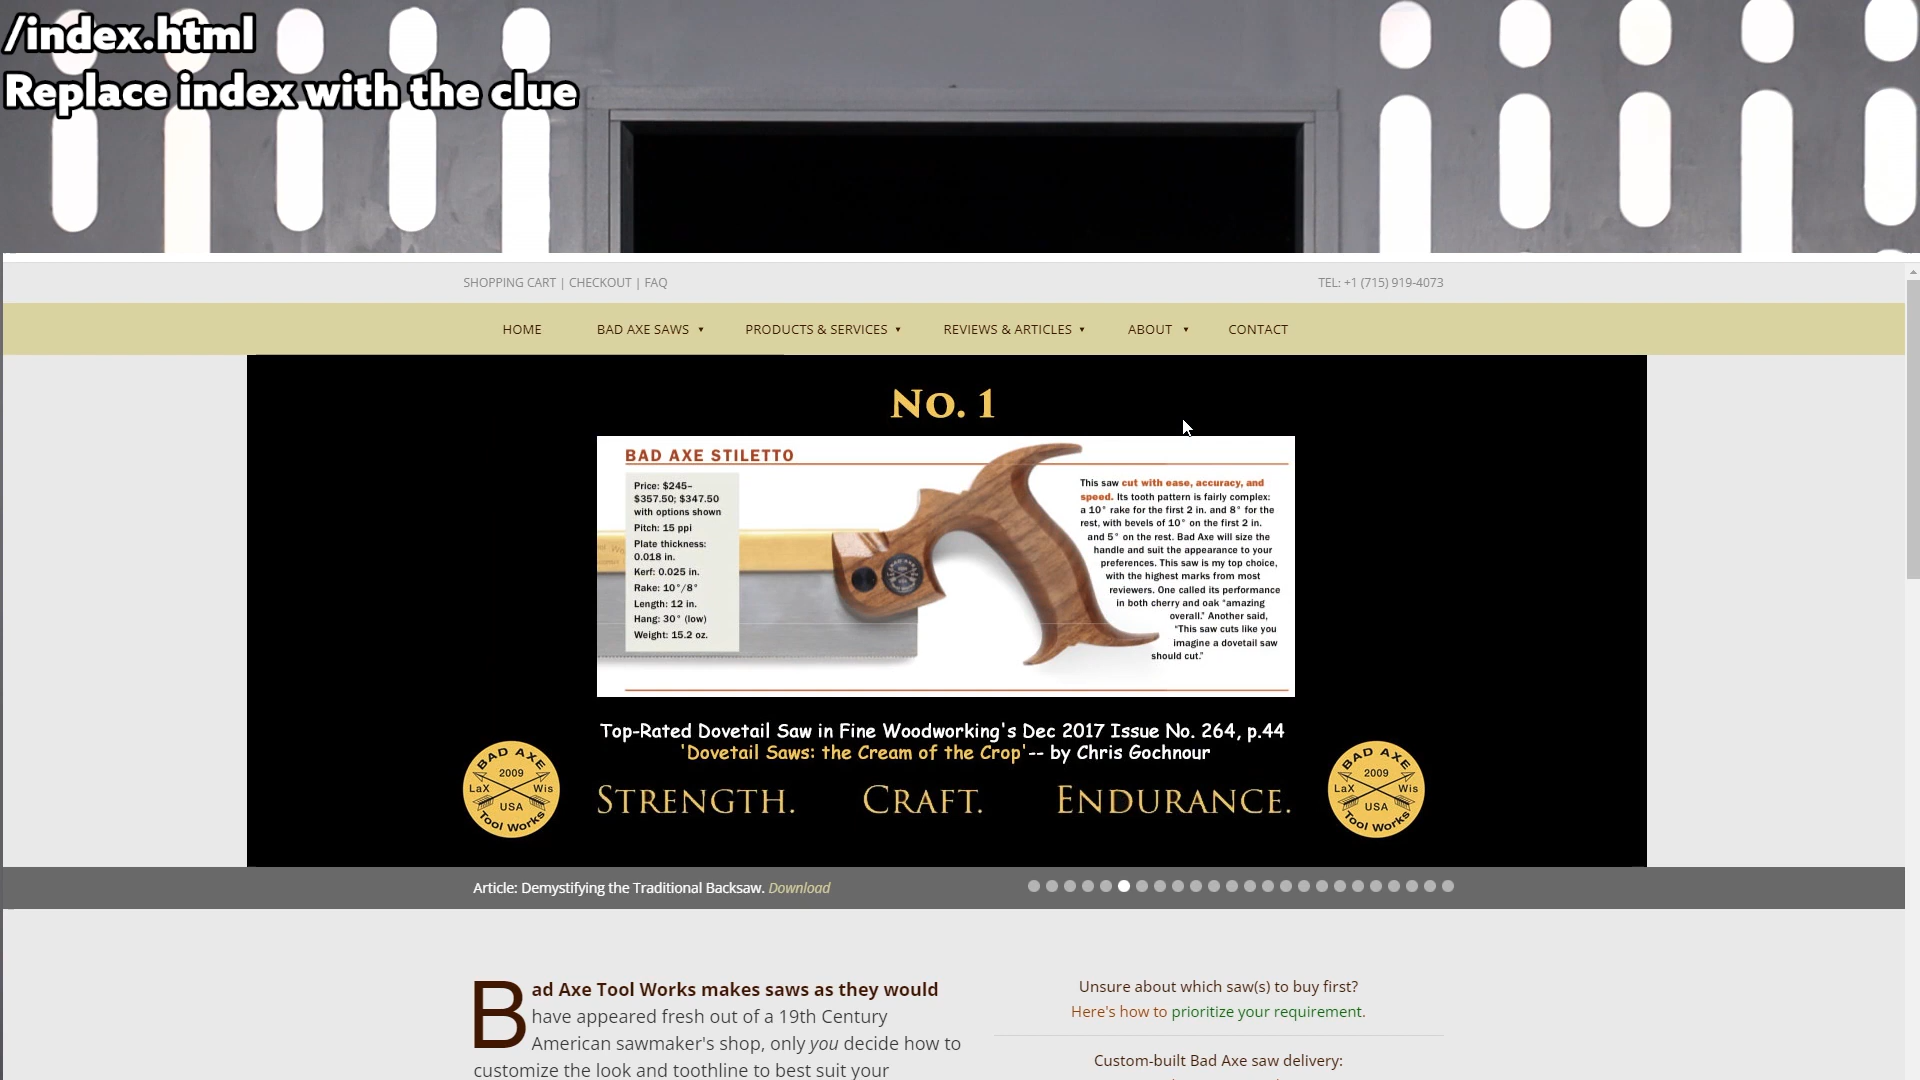 /index.html
Replace index with the clue
SHOPPING CART | CHECKOUT | FAQ
TEL: +1 (715) 919-4073
HOME
BAD AXE SAWS
PRODUCTS & SERVICES
REVIEWS & ARTICLES
ABOUT
CONTACT
No. 1
BAD AXE STILETTO
Price: $245–
$357.50; $347.50
with options shown
Pitch: 15 ppi
Plate thickness:
0.018 in.
Kerf: 0.025 in.
Rake: 10°/8°
Length: 12 in.
Hang: 30° (low)
Weight: 15.2 oz.
This saw cut with ease, accuracy, and
speed. Its tooth pattern is fairly complex:
a 10° rake for the first 2 in. and 8° for the
rest, with bevels of 10° on the first 2 in.
and 5° on the rest. Bad Axe will size the
handle and suit the appearance to your
preferences. This saw is my top choice,
with the highest marks from most
reviewers. One called its performance
in both cherry and oak “amazing
overall.” Another said,
“This saw cuts like you
imagine a dovetail saw
should cut.”
Top-Rated Dovetail Saw in Fine Woodworking's Dec 2017 Issue No. 264, p.44
'Dovetail Saws: the Cream of the Crop'-- by Chris Gochnour
BAD AXE
2009
LaX Wis
USA
Tool Works
STRENGTH. CRAFT. ENDURANCE.
BAD AXE
2009
LaX Wis
USA
Tool Works
Article: Demystifying the Traditional Backsaw. Download
Bad Axe Tool Works makes saws as they would
have appeared fresh out of a 19th Century
American sawmaker's shop, only you decide how to
customize the look and toothline to best suit your
Unsure about which saw(s) to buy first?
Here's how to prioritize your requirement.
Custom-built Bad Axe saw delivery: